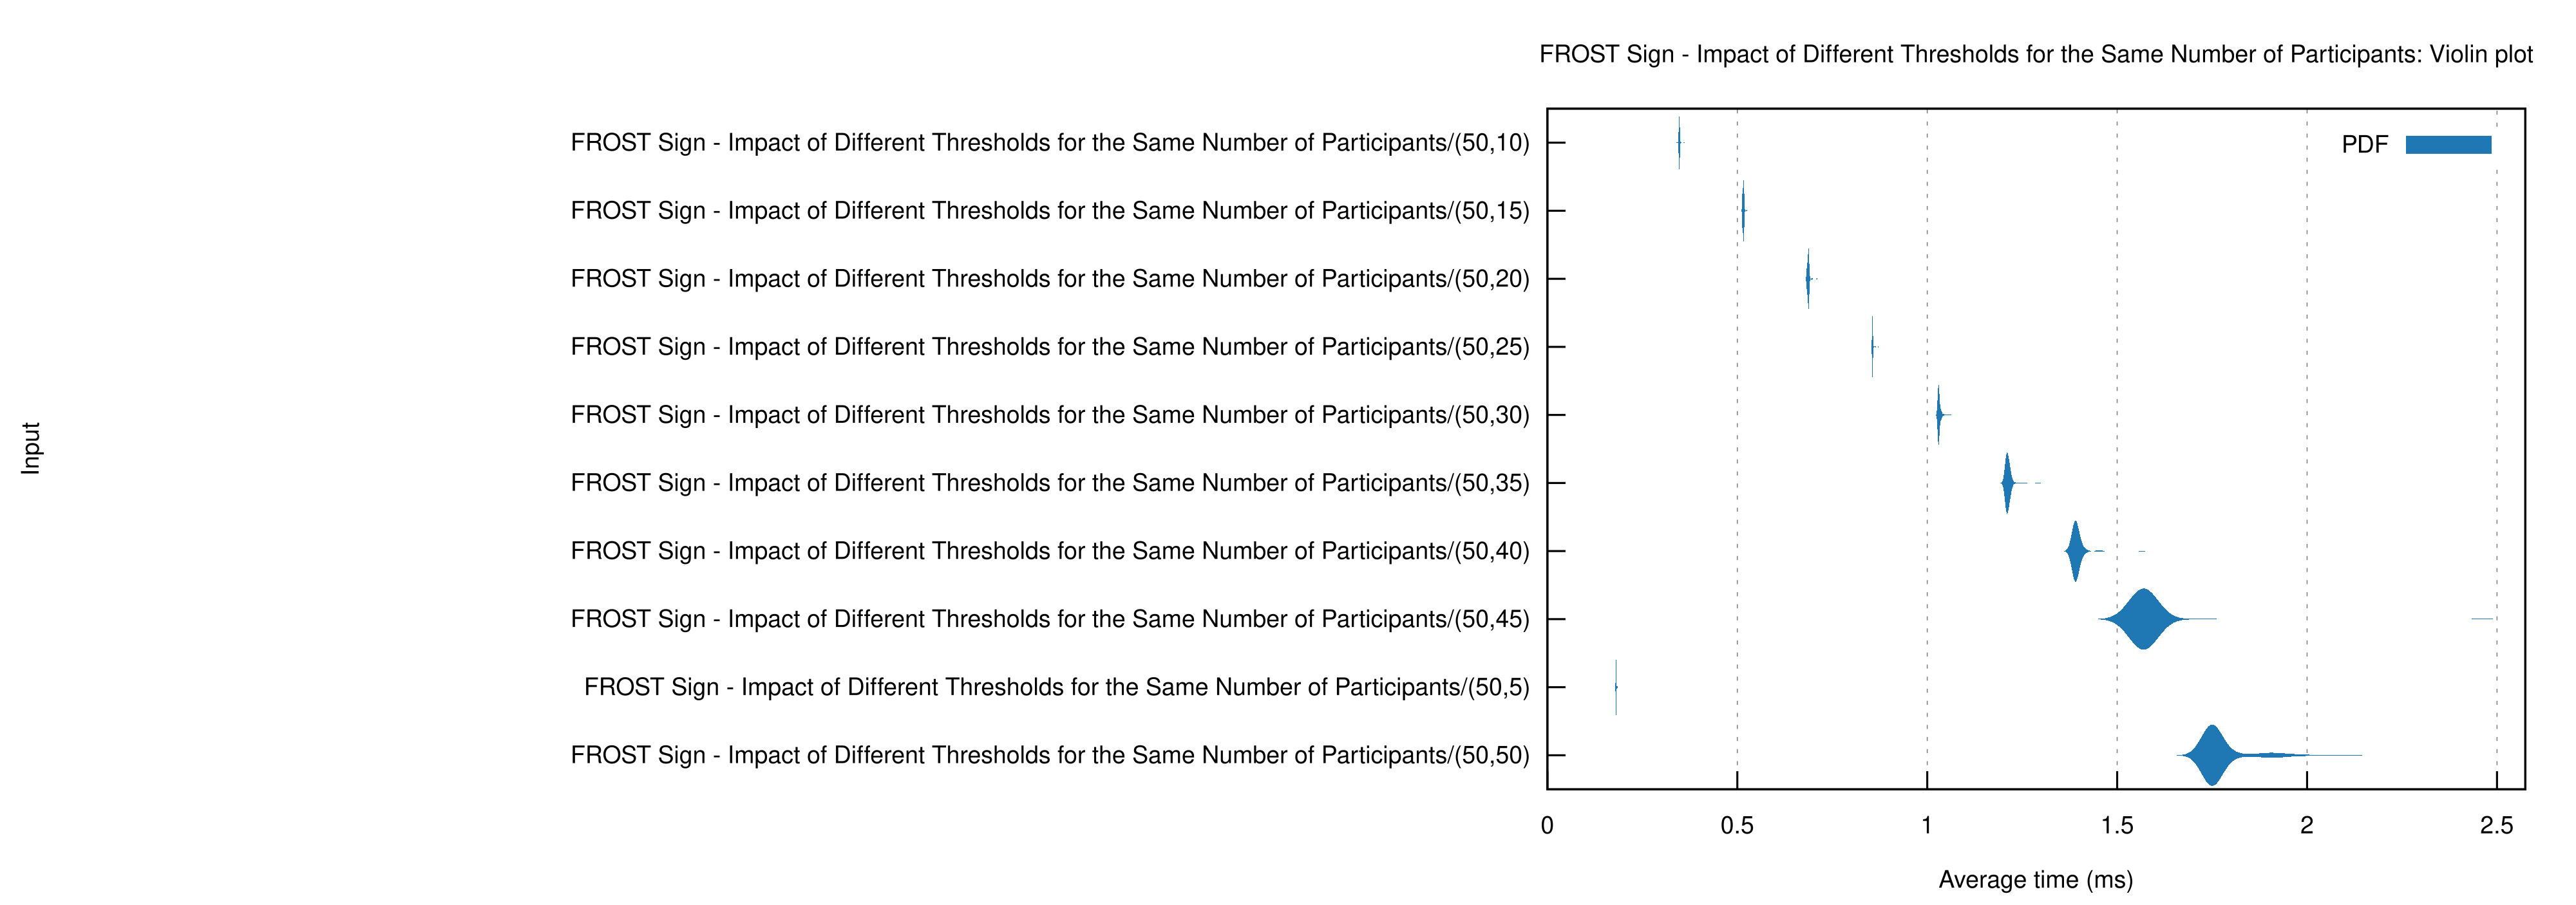 FROST Sign - Impact of Different Thresholds for the Same Number of Participants: Violin plot
PDF
FROST Sign - Impact of Different Thresholds for the Same Number of Participants/(50,10)
FROST Sign - Impact of Different Thresholds for the Same Number of Participants/(50,15)
FROST Sign - Impact of Different Thresholds for the Same Number of Participants/(50,20)
FROST Sign - Impact of Different Thresholds for the Same Number of Participants/(50,25)
FROST Sign - Impact of Different Thresholds for the Same Number of Participants/(50,30)
FROST Sign - Impact of Different Thresholds for the Same Number of Participants/(50,35)
FROST Sign - Impact of Different Thresholds for the Same Number of Participants/(50,40)
FROST Sign - Impact of Different Thresholds for the Same Number of Participants/(50,45)
FROST Sign - Impact of Different Thresholds for the Same Number of Participants/(50,5)
FROST Sign - Impact of Different Thresholds for the Same Number of Participants/(50,50)
Input
0 0.5 1 1.5 2 2.5
Average time (ms)